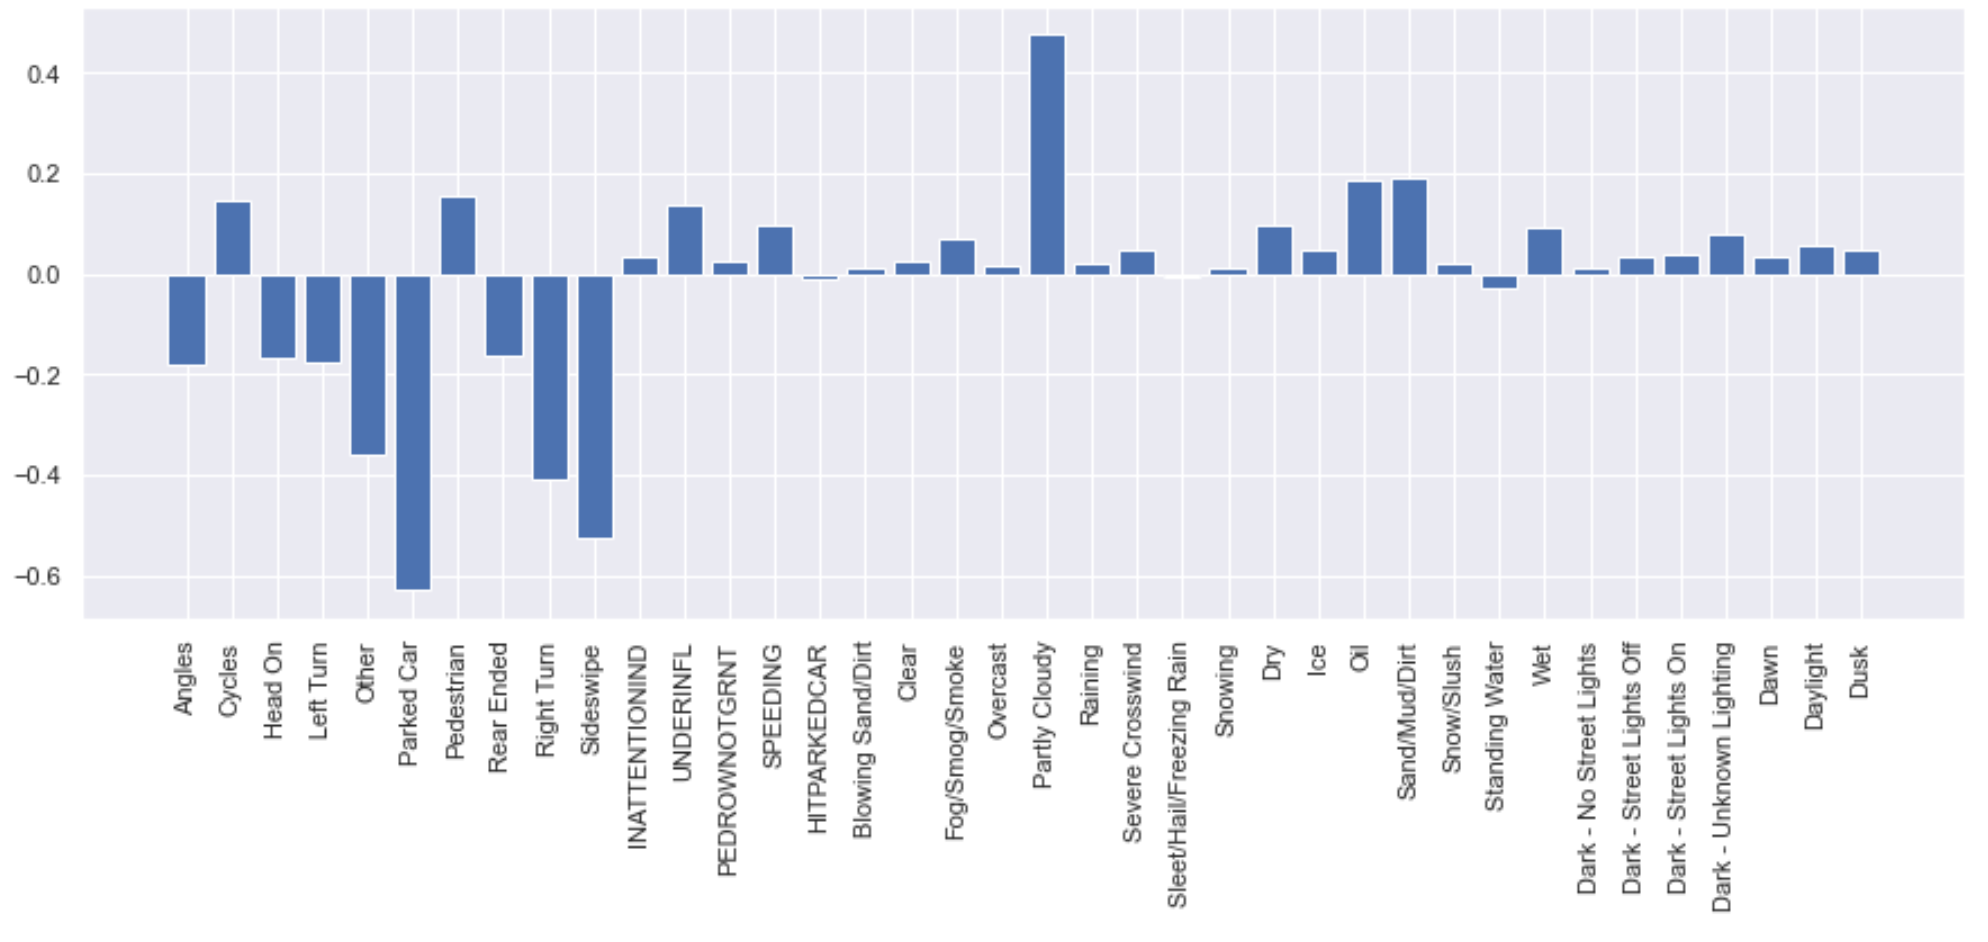 0.4
0.2
0.0
−0.2
−0.4
−0.6
Angles
Cycles
Head On
Left Turn
Other
Parked Car
Pedestrian
Rear Ended
Right Turn
Sideswipe
INATTENTIONIND
UNDERINFL
PEDROWNOTGRNT
SPEEDING
HITPARKEDCAR
Blowing Sand/Dirt
Clear
Fog/Smog/Smoke
Overcast
Partly Cloudy
Raining
Severe Crosswind
Sleet/Hail/Freezing Rain
Snowing
Dry
Ice
Oil
Sand/Mud/Dirt
Snow/Slush
Standing Water
Wet
Dark - No Street Lights
Dark - Street Lights Off
Dark - Street Lights On
Dark - Unknown Lighting
Dawn
Daylight
Dusk